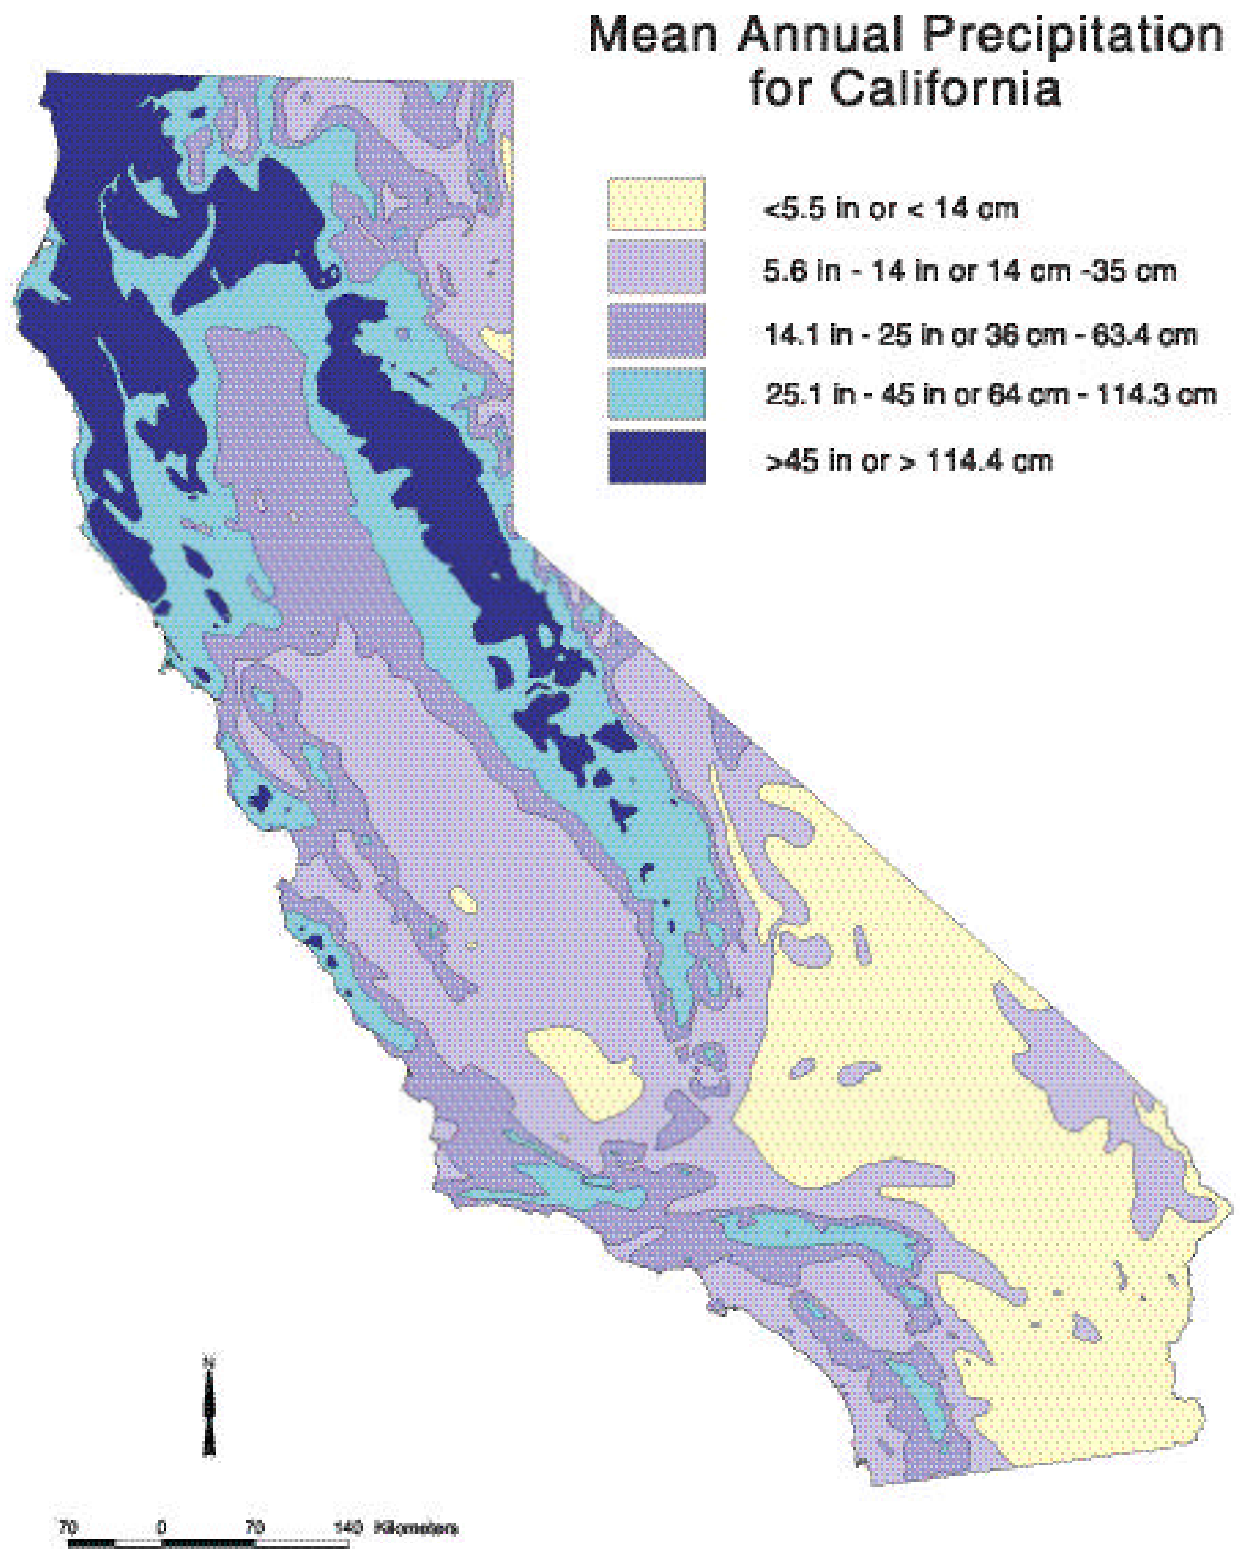 Mean Annual Precipitation
for California
<5.5 in or < 14 cm
5.6 in - 14 in or 14 cm -35 cm
14.1 in - 25 in or 36 cm - 63.4 cm
25.1 in - 45 in or 64 cm - 114.3 cm
>45 in or > 114.4 cm
N
70 0 70 140 Kilometers